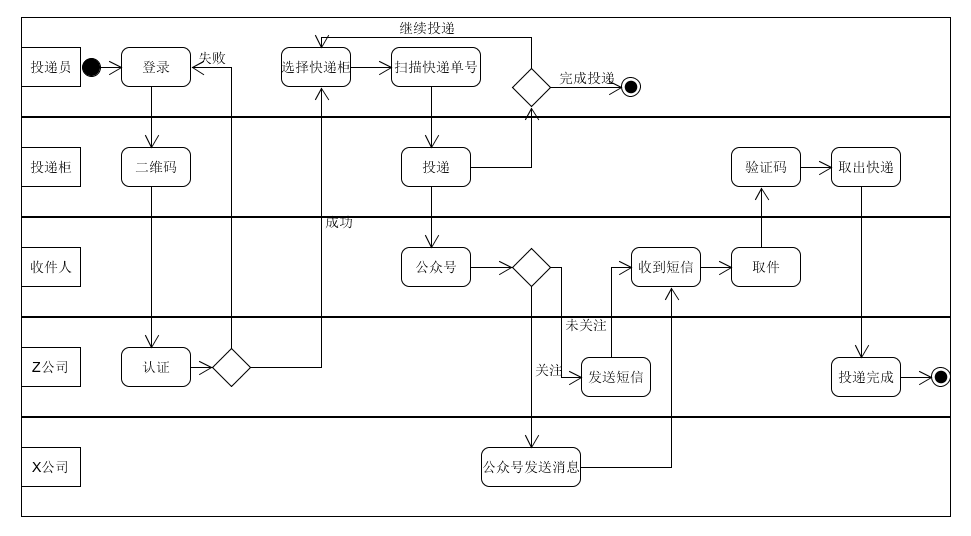 继续投递
投递员
登录
失败
选择快递柜
扫描快递单号
完成投递
投递柜
二维码
投递
验证码
取出快递
成功
收件人
公众号
收到短信
取件
未关注
Z公司
认证
关注
发送短信
投递完成
X公司
公众号发送消息